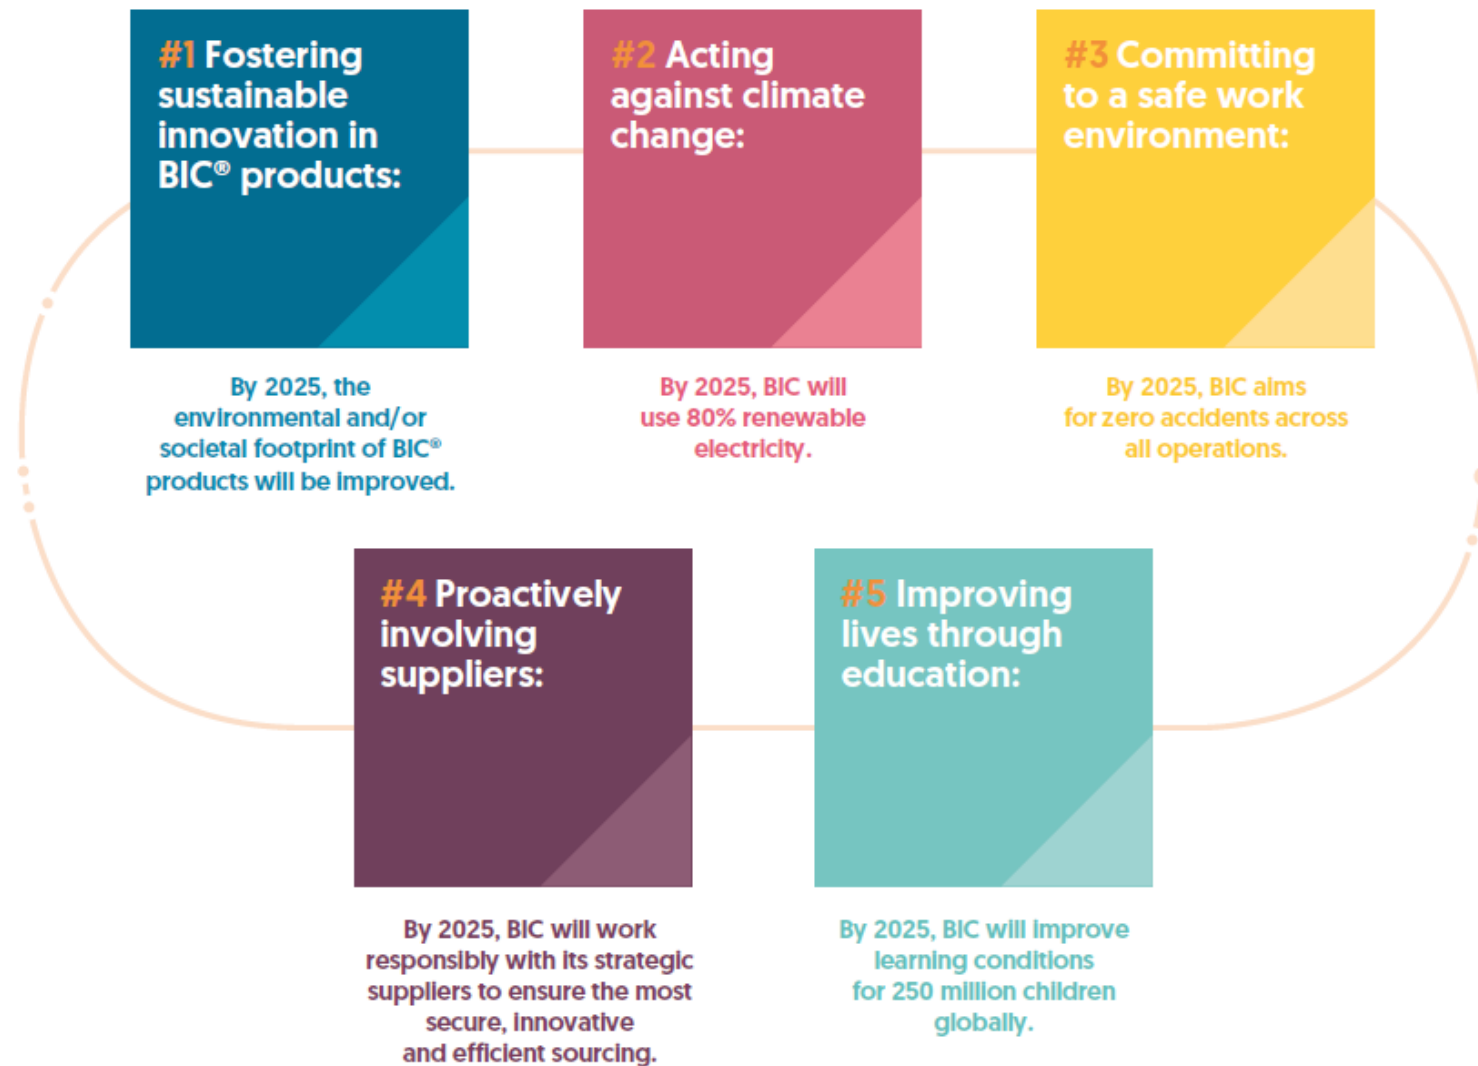 #1 Fostering
sustainable
innovation in
BIC® products:
By 2025, the
environmental and/or
societal footprint of BIC®
products will be improved.
#2 Acting
against climate
change:
By 2025, BIC will
use 80% renewable
electricity.
#3 Committing
to a safe work
environment:
By 2025, BIC aims
for zero accidents across
all operations.
#4 Proactively
involving
suppliers:
By 2025, BIC will work
responsibly with its strategic
suppliers to ensure the most
secure, innovative
and efficient sourcing.
#5 Improving
lives through
education:
By 2025, BIC will improve
learning conditions
for 250 million children
globally.